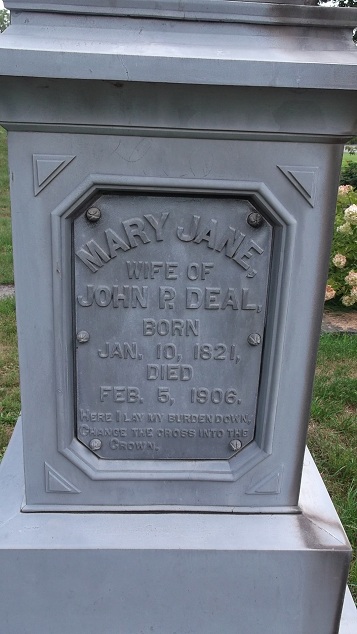 MARY JANE,
WIFE OF
JOHN P. DEAL,
BORN
JAN. 10, 1821,
DIED
FEB. 5, 1906.
HERE I LAY MY BURDEN DOWN,
CHANGE THE CROSS INTO THE
CROWN.